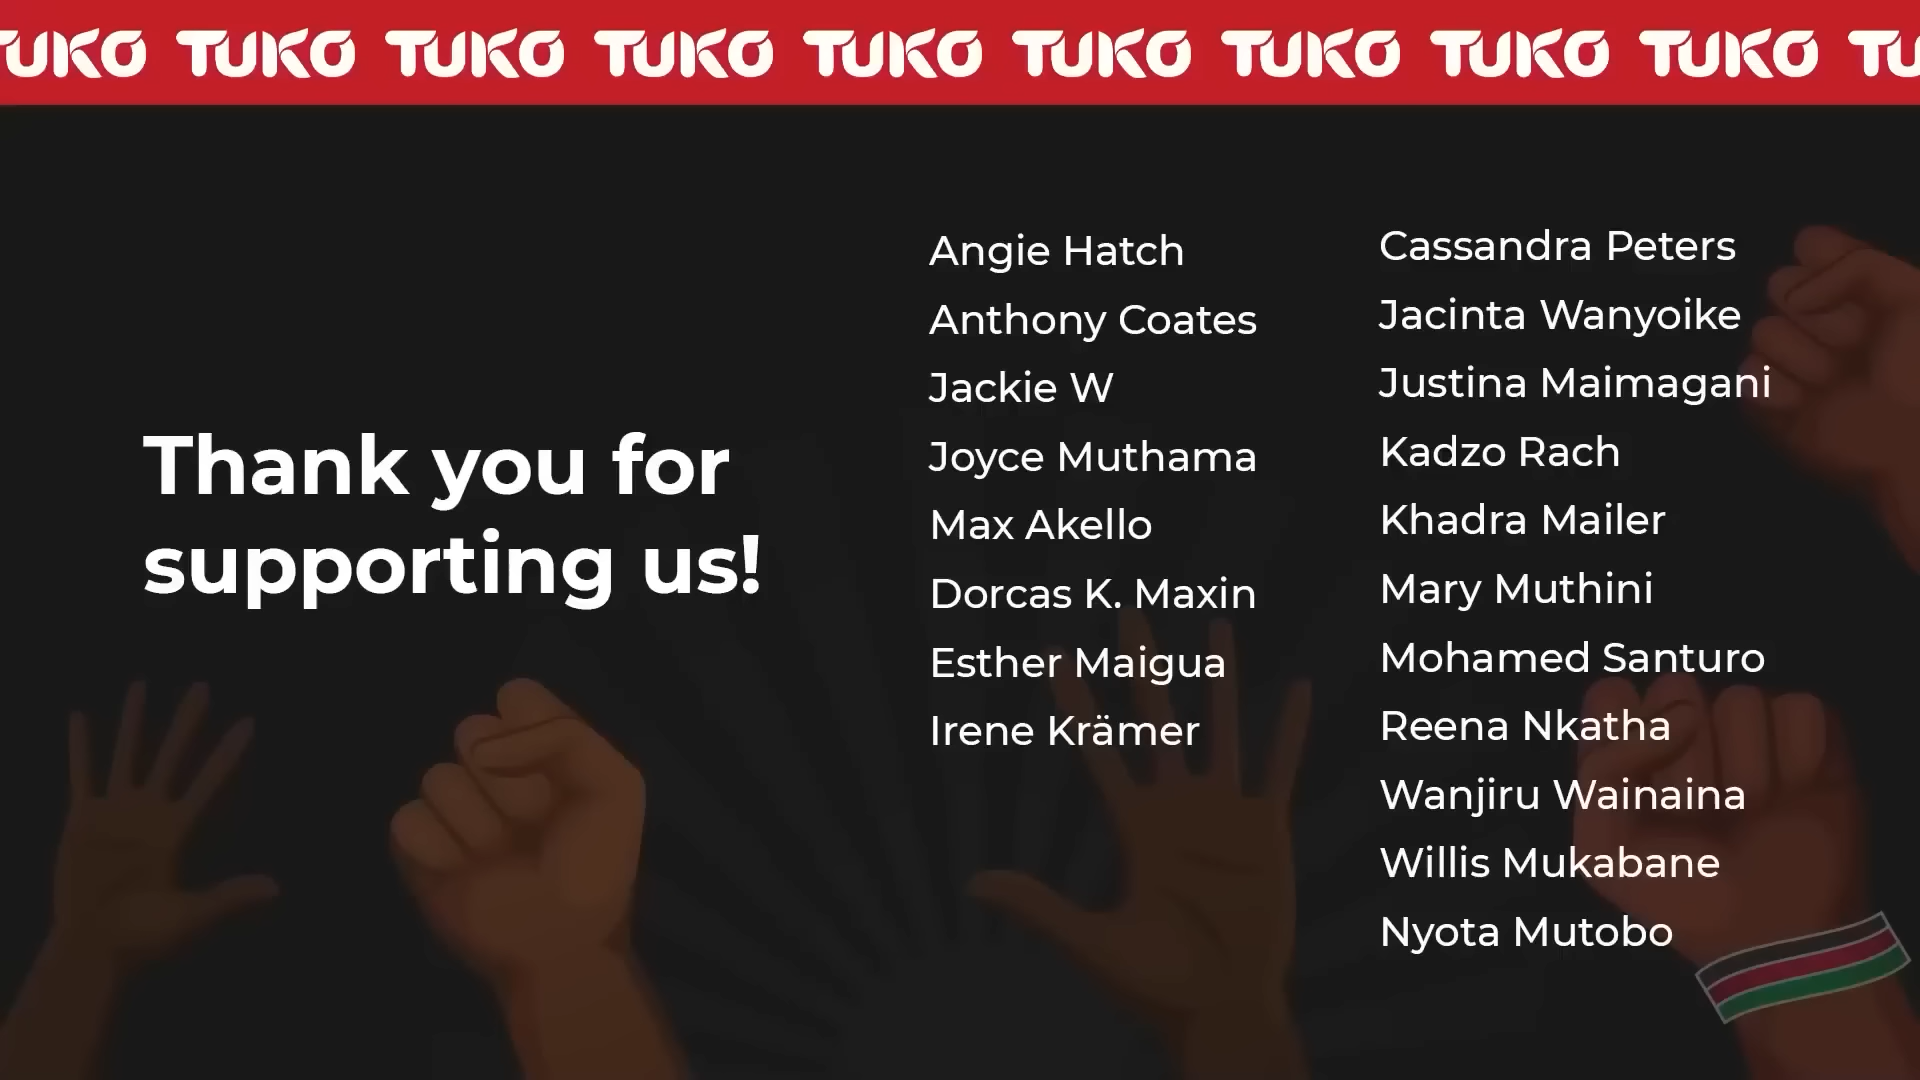 TUKO TUKO TUKO TUKO TUKO TUKO TUKO TUKO TUKO TU
Thank you for
supporting us!
Angie Hatch
Anthony Coates
Jackie W
Joyce Muthama
Max Akello
Dorcas K. Maxin
Esther Maigua
Irene Krämer
Cassandra Peters
Jacinta Wanyoike
Justina Maimagani
Kadzo Rach
Khadra Mailer
Mary Muthini
Mohamed Santuro
Reena Nkatha
Wanjiru Wainaina
Willis Mukabane
Nyota Mutobo